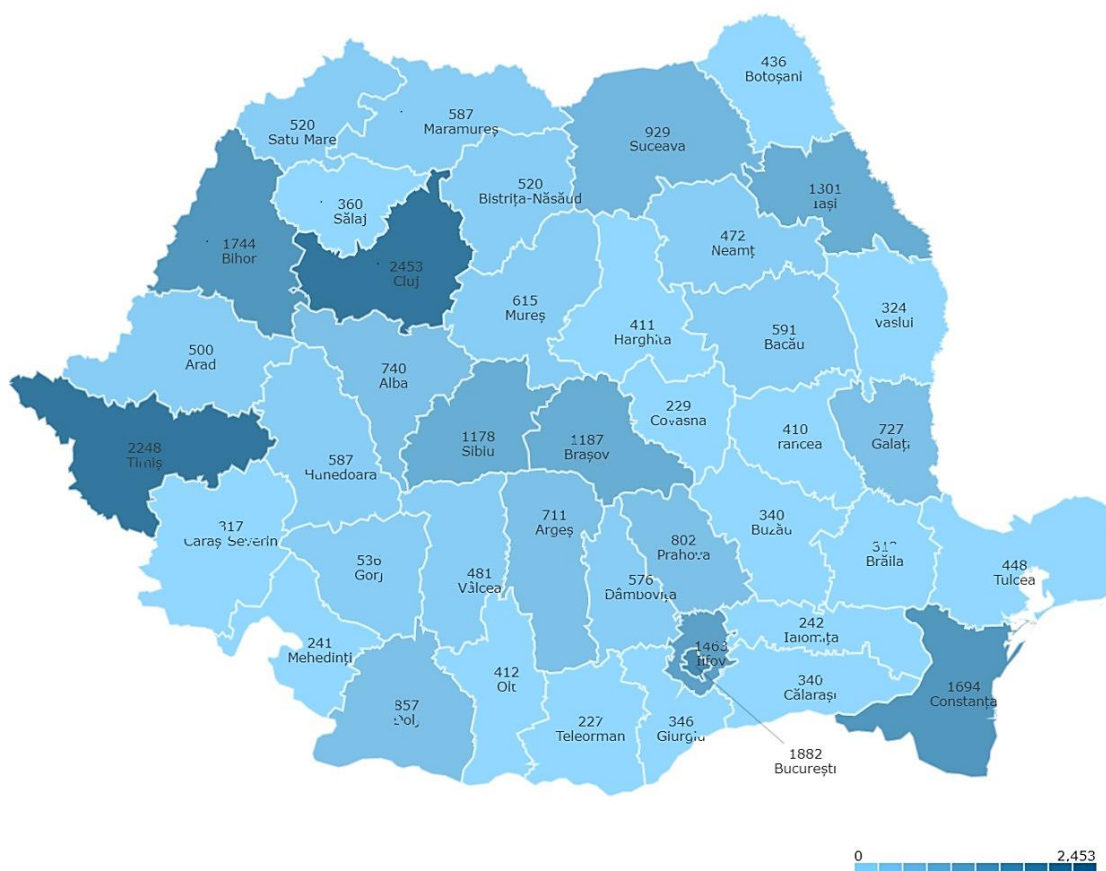 436
Botoșani
520
Satu Mare
587
Maramureș
929
Suceava
1301
Iași
360
Sălaj
520
Bistrița-Năsăud
1744
Bihor
2453
Cluj
472
Neamț
615
Mureș
411
Harghita
591
Bacău
324
Vaslui
500
Arad
740
Alba
229
Covasna
410
727
Galați
2248
Timiș
587
Hunedoara
1178
Sibiu
1187
Brașov
317
Caraș Severin
536
Gorj
481
Vâlcea
711
Argeș
576
Dâmbovița
802
Prahova
340
Buzău
Brăila
448
Tulcea
241
Mehedinți
857
Dolj
412
Olt
227
Teleorman
346
Giurgiu
1463
Ilfov
242
Ialomița
340
Călărași
1694
Constanța
1882
București
0
2,453